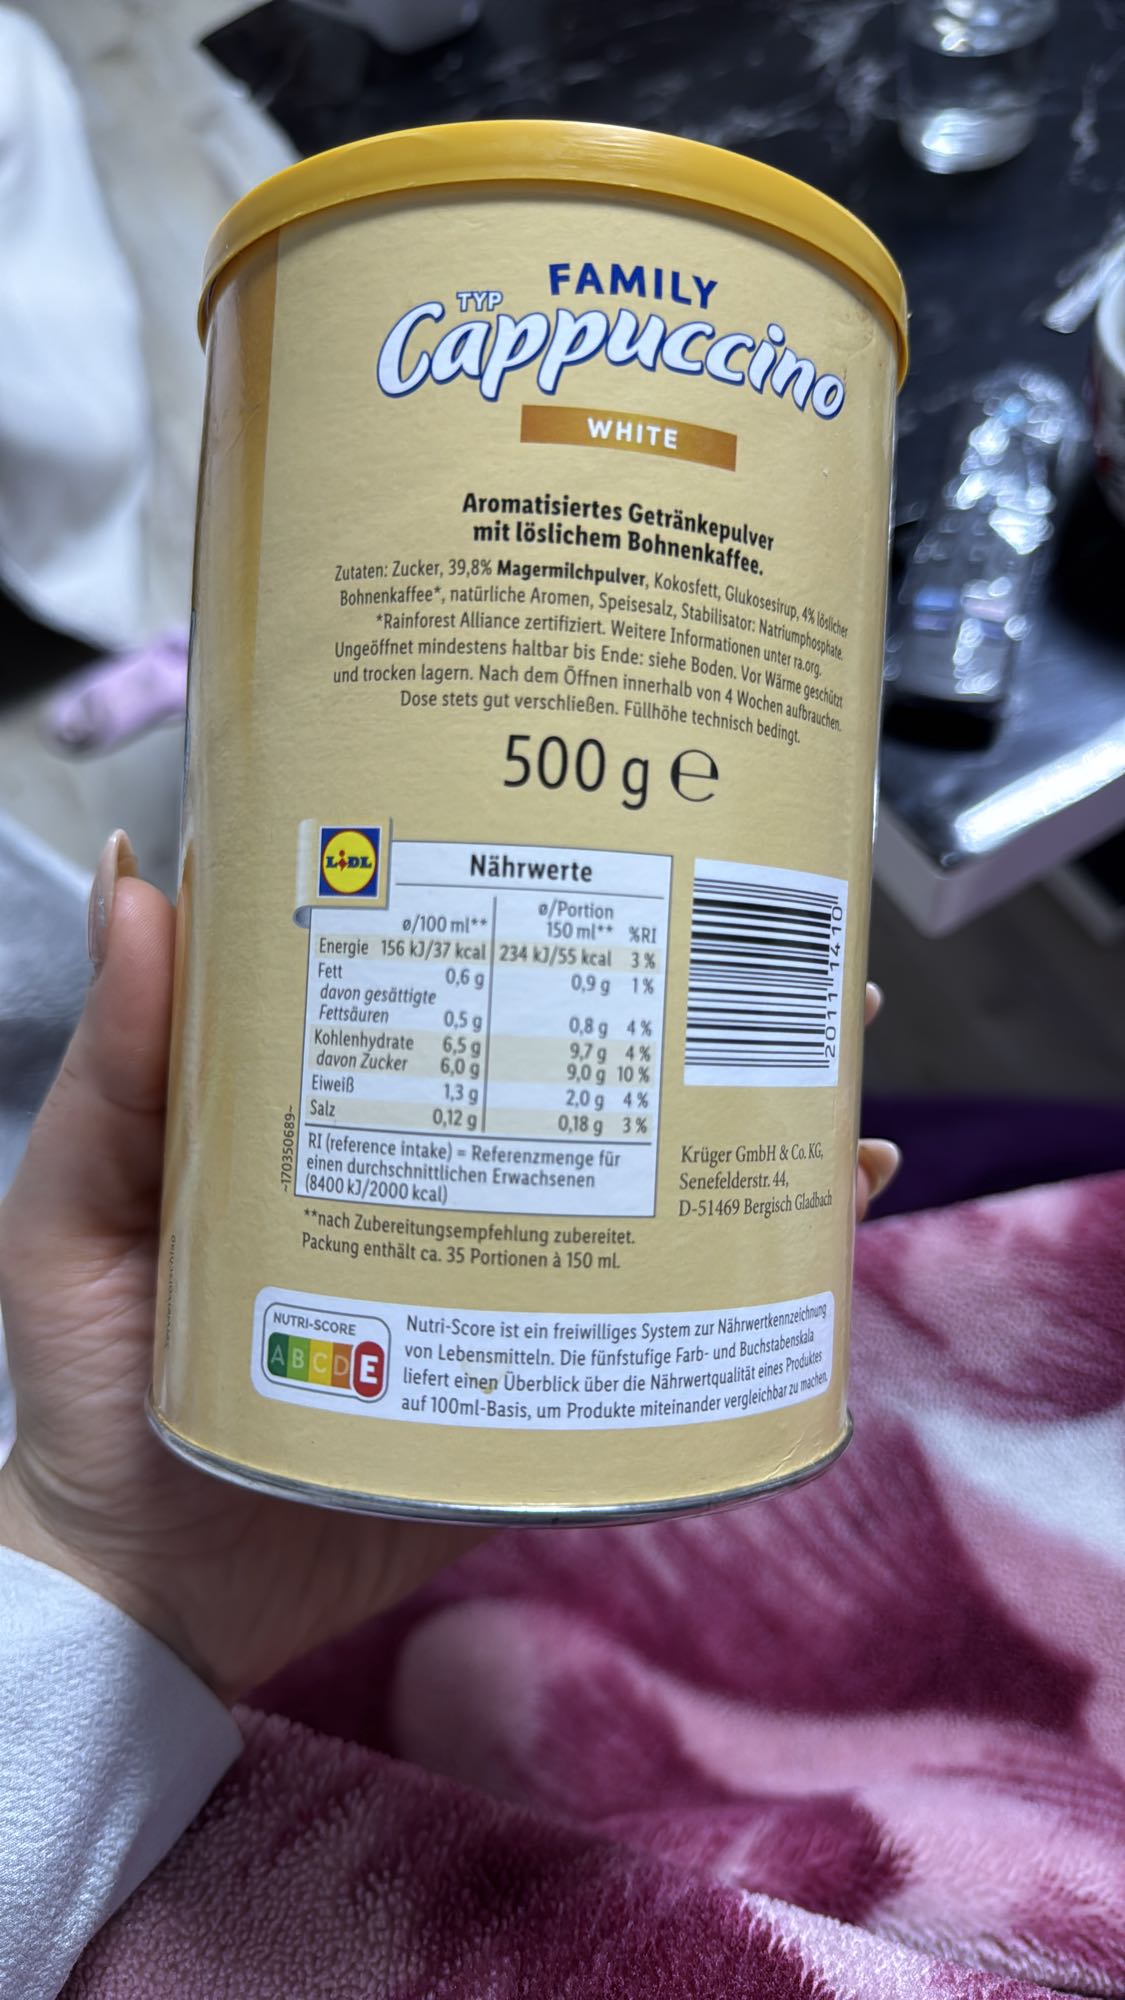 FAMILY
TYP
Cappuccino
WHITE
Aromatisiertes Getränkepulver
mit löslichem Bohnenkaffee.
Zutaten: Zucker, 39,8% Magermilchpulver, Kokosfett, Glukosesirup, 4% löslicher
Bohnenkaffee*, natürliche Aromen, Speisesalz, Stabilisator: Natriumphosphate.
*Rainforest Alliance zertifiziert. Weitere Informationen unter ra.org.
Ungeöffnet mindestens haltbar bis Ende: siehe Boden. Vor Wärme geschützt
und trocken lagern. Nach dem Öffnen innerhalb von 4 Wochen aufbrauchen.
Dose stets gut verschließen. Füllhöhe technisch bedingt.
500 g ℮
LIDL
Nährwerte
ø/100 ml** ø/Portion 150 ml** %RI
Energie 156 kJ/37 kcal 234 kJ/55 kcal 3 %
Fett 0,6 g 0,9 g 1 %
davon gesättigte
Fettsäuren 0,5 g 0,8 g 4 %
Kohlenhydrate 6,5 g 9,7 g 4 %
davon Zucker 6,0 g 9,0 g 10 %
Eiweiß 1,3 g 2,0 g 4 %
Salz 0,12 g 0,18 g 3 %
RI (reference intake) = Referenzmenge für
einen durchschnittlichen Erwachsenen
(8400 kJ/2000 kcal)
~170350689~
**nach Zubereitungsempfehlung zubereitet.
Packung enthält ca. 35 Portionen à 150 ml.
20111410
Krüger GmbH & Co. KG,
Senefelderstr. 44,
D-51469 Bergisch Gladbach
NUTRI-SCORE
A B C D E
Nutri-Score ist ein freiwilliges System zur Nährwertkennzeichnung
von Lebensmitteln. Die fünfstufige Farb- und Buchstabenskala
liefert einen Überblick über die Nährwertqualität eines Produktes
auf 100ml-Basis, um Produkte miteinander vergleichbar zu machen.